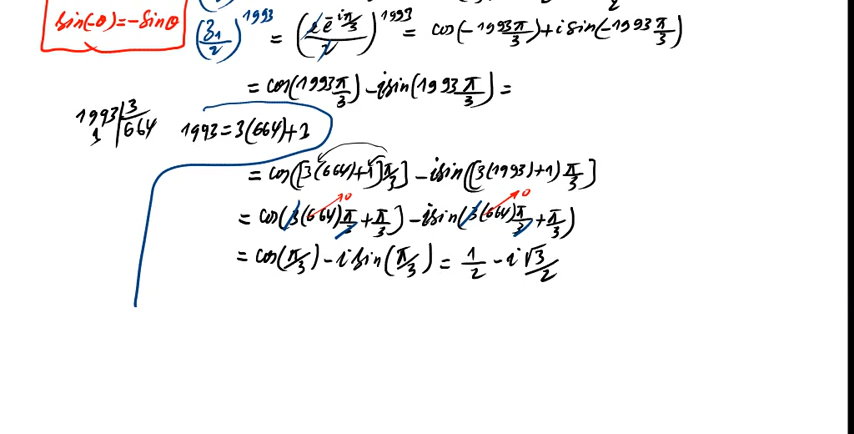 sin(-θ)=-sinθ
(z₁/2)^1993 = (2e^(-iπ/3)/2)^1993 = cos(-1993π/3)+i sin(-1993π/3)
= cos(1993π/3)-i sin(1993π/3) =
1993 | 3
1 | 664
1993=3(664)+1
= cos([3(664)+1]π/3]-i sin([3(1993)+1)π/3]
= cos(3(664)π/3+π/3]-i sin(3(664)π/3+π/3)
= cos(π/3)-i sin(π/3) = 1/2 - i√3/2